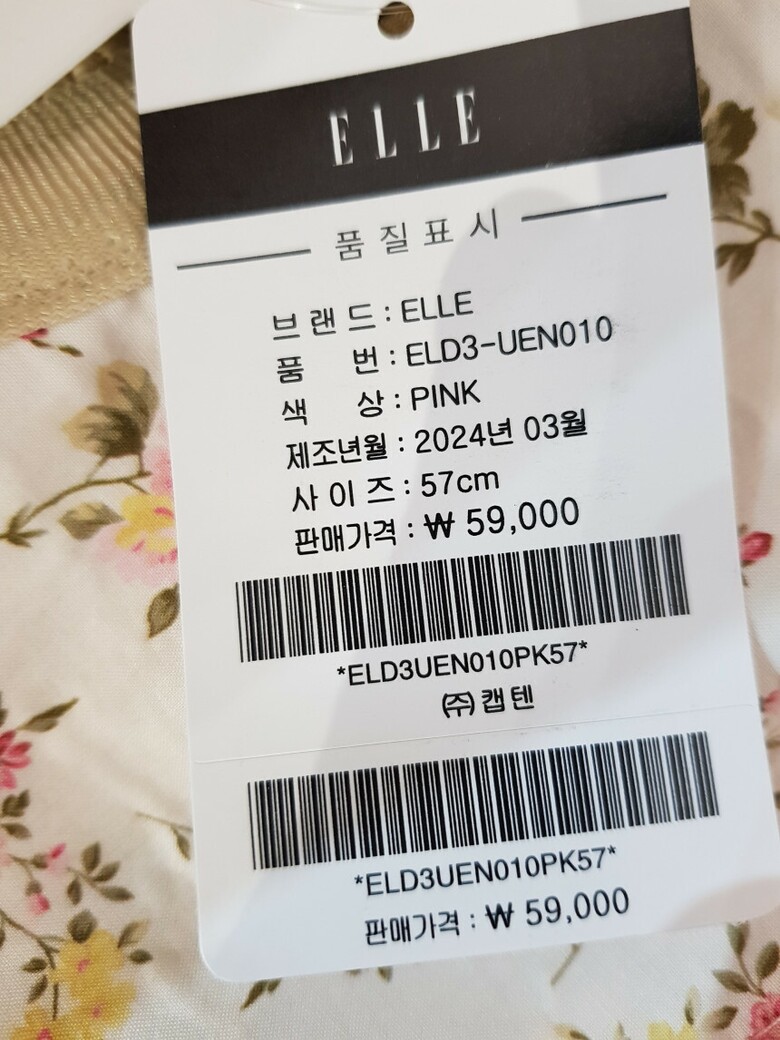 ELLE
품질표시
브랜드 : ELLE
품 번 : ELD3-UEN010
색 상 : PINK
제조년월 : 2024년 03월
사이즈 : 57cm
판매가격 : ₩ 59,000
*ELD3UEN010PK57*
㈜캡텐
*ELD3UEN010PK57*
판매가격 : ₩ 59,000